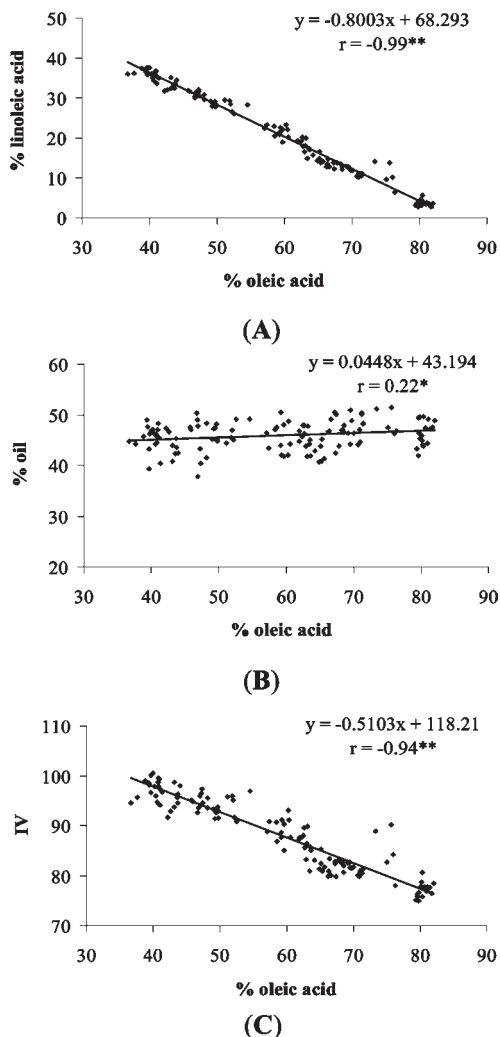 y = -0.8003x + 68.293
r = -0.99**
50
40
30
20
10
0
% linoleic acid
30 40 50 60 70 80 90
% oleic acid
(A)
y = 0.0448x + 43.194
r = 0.22*
60
50
40
30
20
% oil
30 40 50 60 70 80 90
% oleic acid
(B)
y = -0.5103x + 118.21
r = -0.94**
110
100
90
80
70
IV
30 40 50 60 70 80 90
% oleic acid
(C)